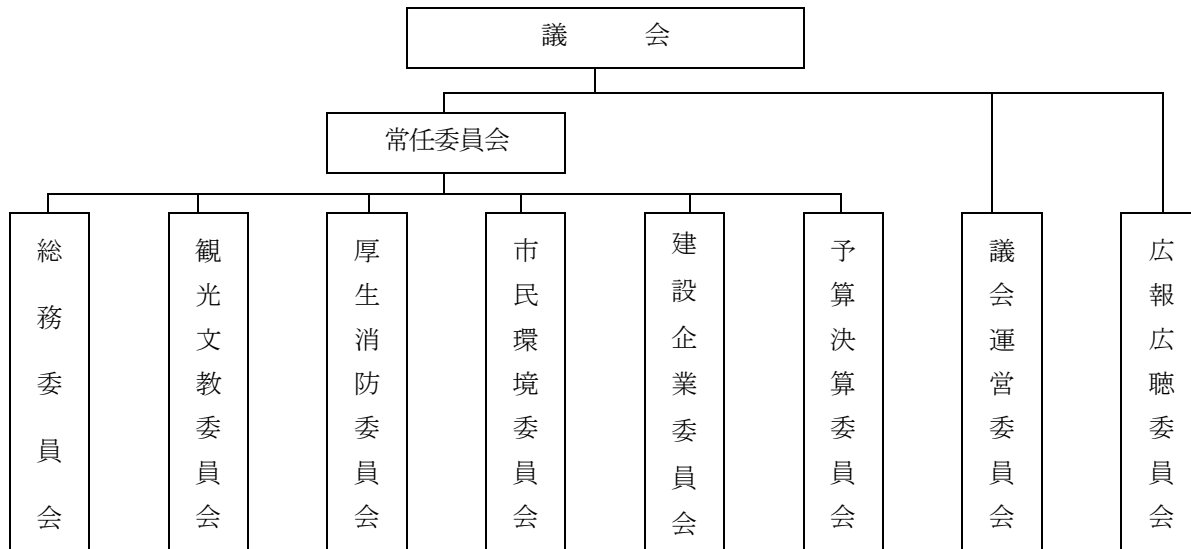 議 会
常任委員会
総務委員会
観光文教委員会
厚生消防委員会
市民環境委員会
建設企業委員会
予算決算委員会
議会運営委員会
広報広聴委員会